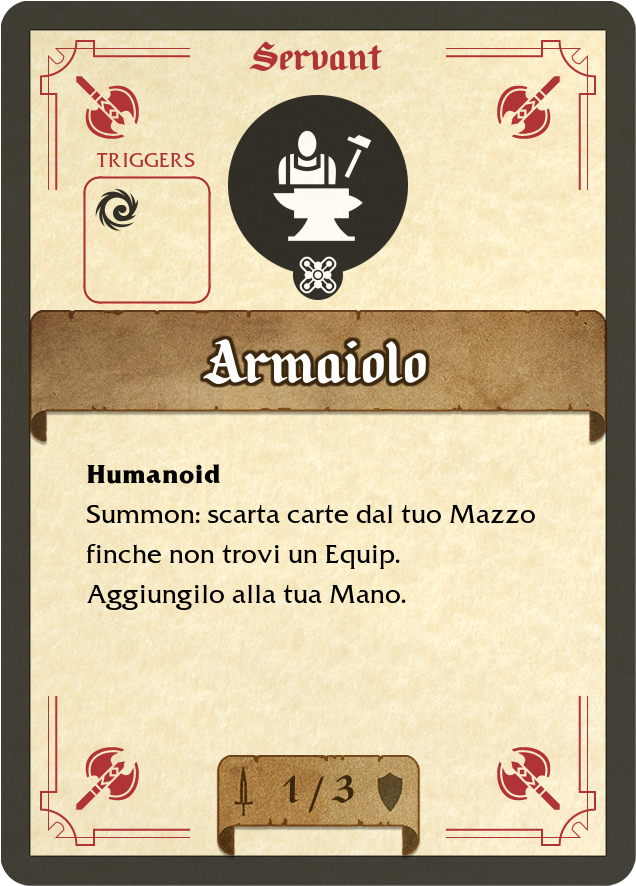 Servant
TRIGGERS
Armaiolo
Humanoid
Summon: scarta carte dal tuo Mazzo
finche non trovi un Equip.
Aggiungilo alla tua Mano.
1/3